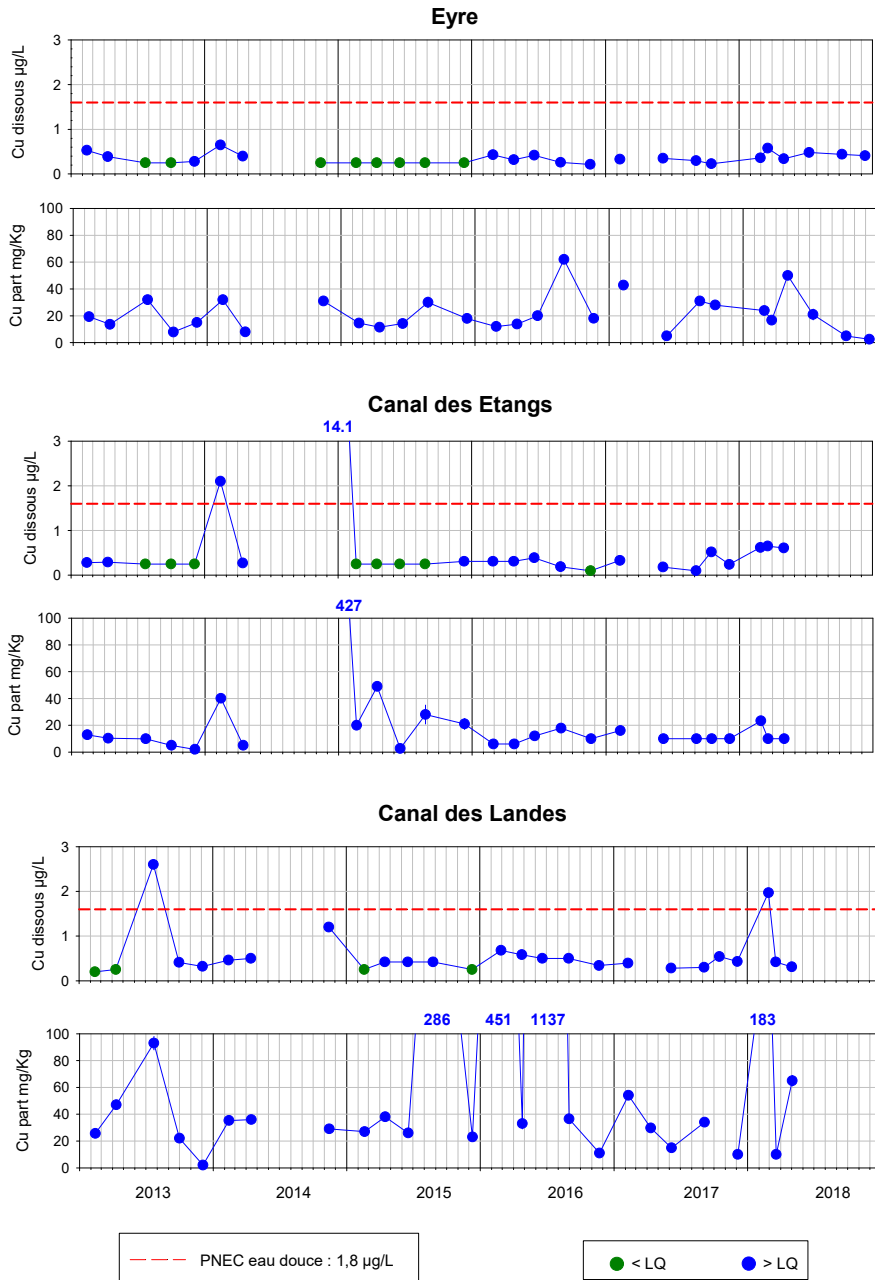 Eyre
Cu dissous µg/L
3
2
1
0
Cu part mg/Kg
100
80
60
40
20
0
Canal des Etangs
14.1
Cu dissous µg/L
3
2
1
0
427
Cu part mg/Kg
100
80
60
40
20
0
Canal des Landes
Cu dissous µg/L
3
2
1
0
286 451 1137 183
Cu part mg/Kg
100
80
60
40
20
0
2013 2014 2015 2016 2017 2018
PNEC eau douce : 1,8 µg/L
< LQ > LQ